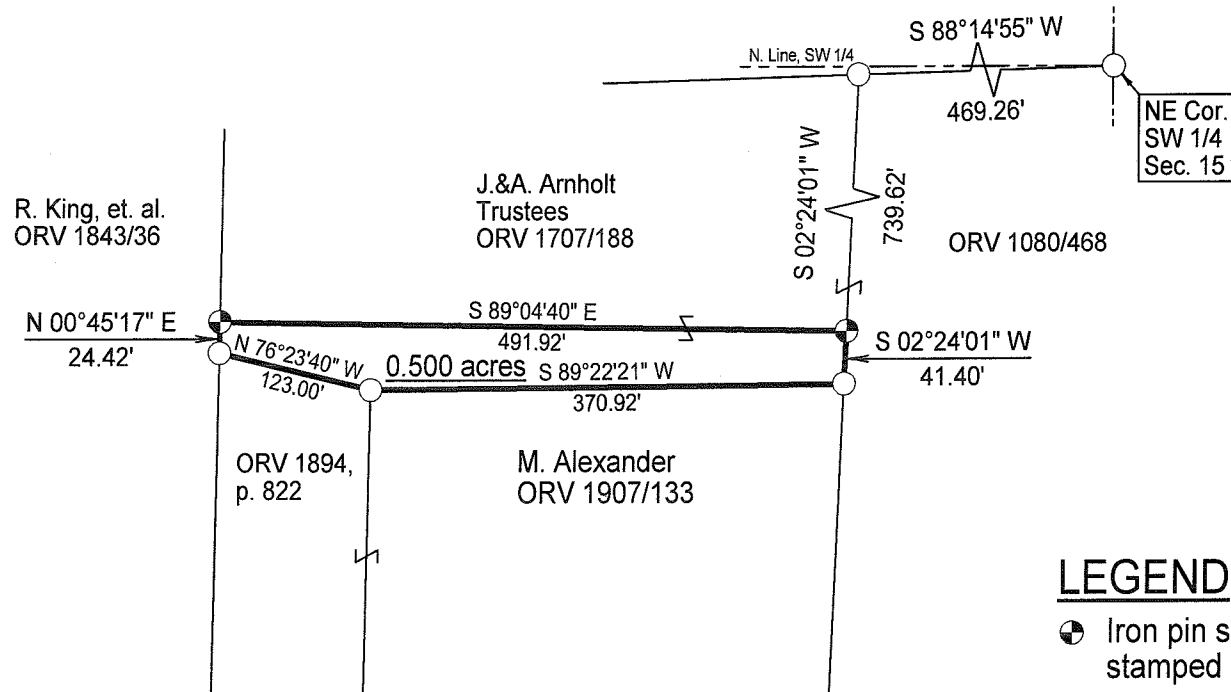 S 88°14'55" W
N. Line, SW 1/4
469.26'
NE Cor.
SW 1/4
Sec. 15
S 02°24'01" W
739.62'
J.&A. Arnholt
Trustees
ORV 1707/188
R. King, et. al.
ORV 1843/36
ORV 1080/468
N 00°45'17" E
24.42'
S 89°04'40" E
491.92'
S 02°24'01" W
41.40'
N 76°23'40" W
123.00'
0.500 acres
S 89°22'21" W
370.92'
ORV 1894,
p. 822
M. Alexander
ORV 1907/133
LEGEND
Iron pin s
stamped